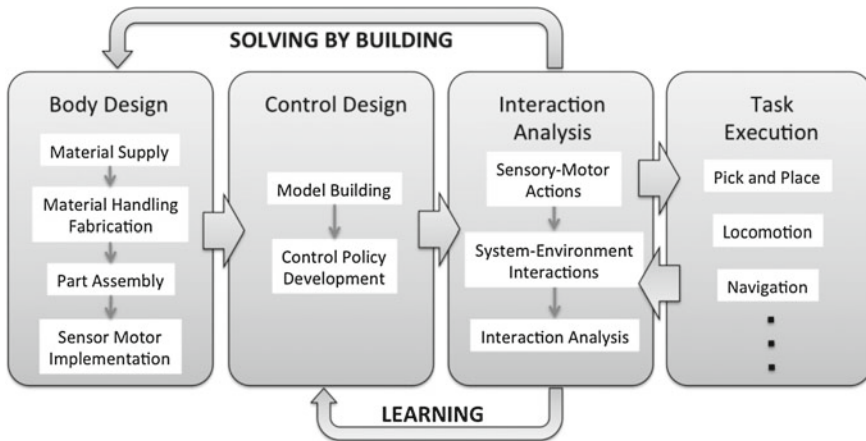 SOLVING BY BUILDING
Body Design
Material Supply
Material Handling
Fabrication
Part Assembly
Sensor Motor
Implementation
Control Design
Model Building
Control Policy
Development
Interaction
Analysis
Sensory-Motor
Actions
System-Environment
Interactions
Interaction Analysis
Task
Execution
Pick and Place
Locomotion
Navigation
LEARNING